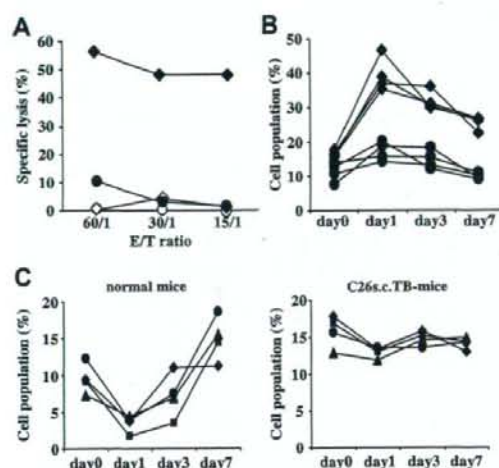 A
Specific lysis (%)
60
50
40
30
20
10
0
60/1 30/1 15/1
E/T ratio
B
Cell population (%)
50
40
30
20
10
0
day0 day1 day3 day7
C
normal mice
Cell population (%)
20
15
10
5
0
day0 day1 day3 day7
C26s.c.TB-mice
Cell population (%)
20
15
10
5
0
day0 day1 day3 day7